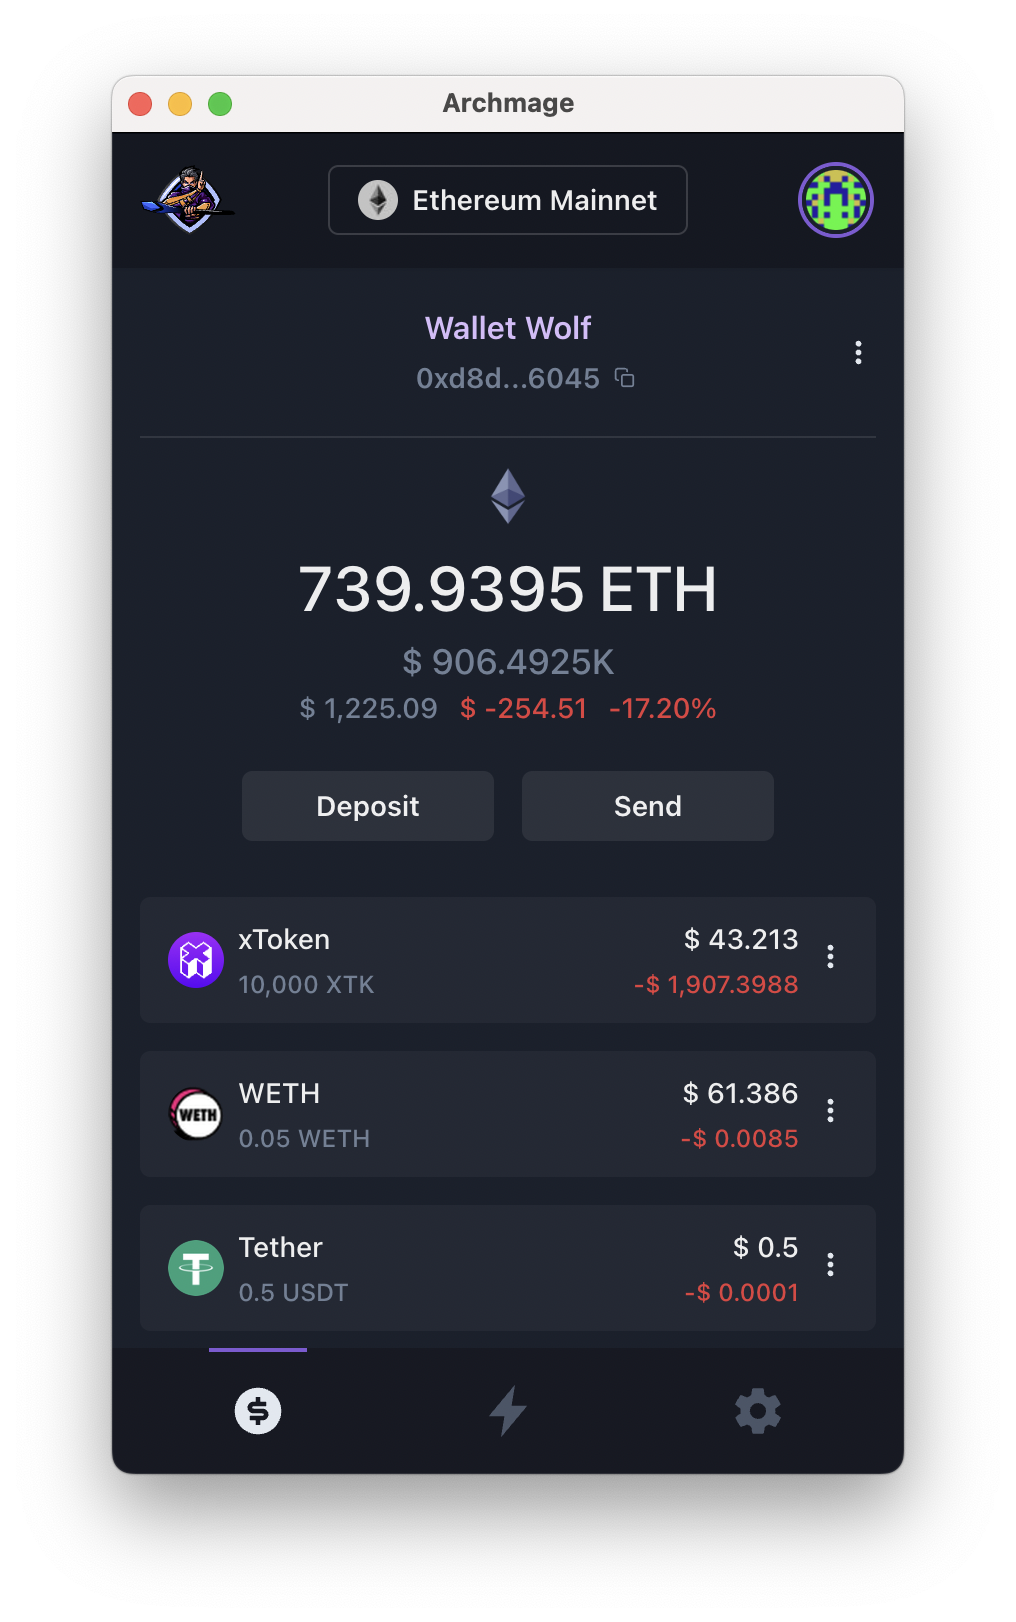 Archmage
Ethereum Mainnet
Wallet Wolf
0xd8d...6045
739.9395 ETH
$ 906.4925K
$ 1,225.09 $ -254.51 -17.20%
Deposit Send
xToken $ 43.213
10,000 XTK -$ 1,907.3988
WETH $ 61.386
WETH
0.05 WETH -$ 0.0085
Tether $ 0.5
0.5 USDT -$ 0.0001